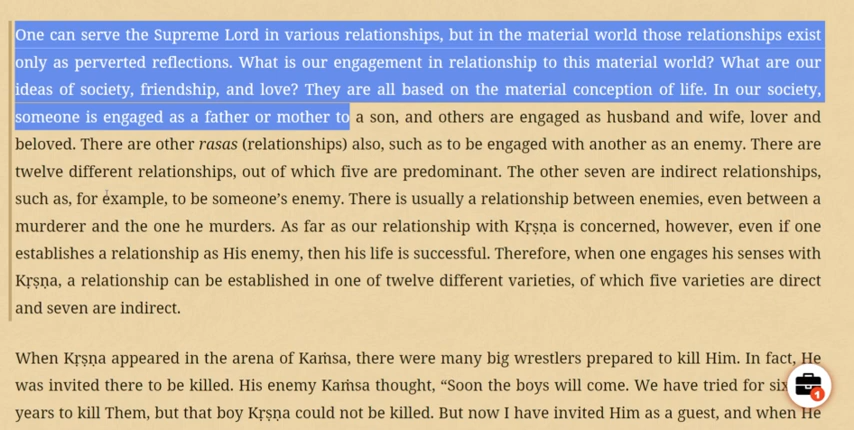 One can serve the Supreme Lord in various relationships, but in the material world those relationships exist
only as perverted reflections. What is our engagement in relationship to this material world? What are our
ideas of society, friendship, and love? They are all based on the material conception of life. In our society,
someone is engaged as a father or mother to a son, and others are engaged as husband and wife, lover and
beloved. There are other rasas (relationships) also, such as to be engaged with another as an enemy. There are
twelve different relationships, out of which five are predominant. The other seven are indirect relationships,
such as, for example, to be someone’s enemy. There is usually a relationship between enemies, even between a
murderer and the one he murders. As far as our relationship with Kṛṣṇa is concerned, however, even if one
establishes a relationship as His enemy, then his life is successful. Therefore, when one engages his senses with
Kṛṣṇa, a relationship can be established in one of twelve different varieties, of which five varieties are direct
and seven are indirect.
When Kṛṣṇa appeared in the arena of Kaṁsa, there were many big wrestlers prepared to kill Him. In fact, He
was invited there to be killed. His enemy Kaṁsa thought, “Soon the boys will come. We have tried for
years to kill Them, but that boy Kṛṣṇa could not be killed. But now I have invited Him as a guest, and when He
1